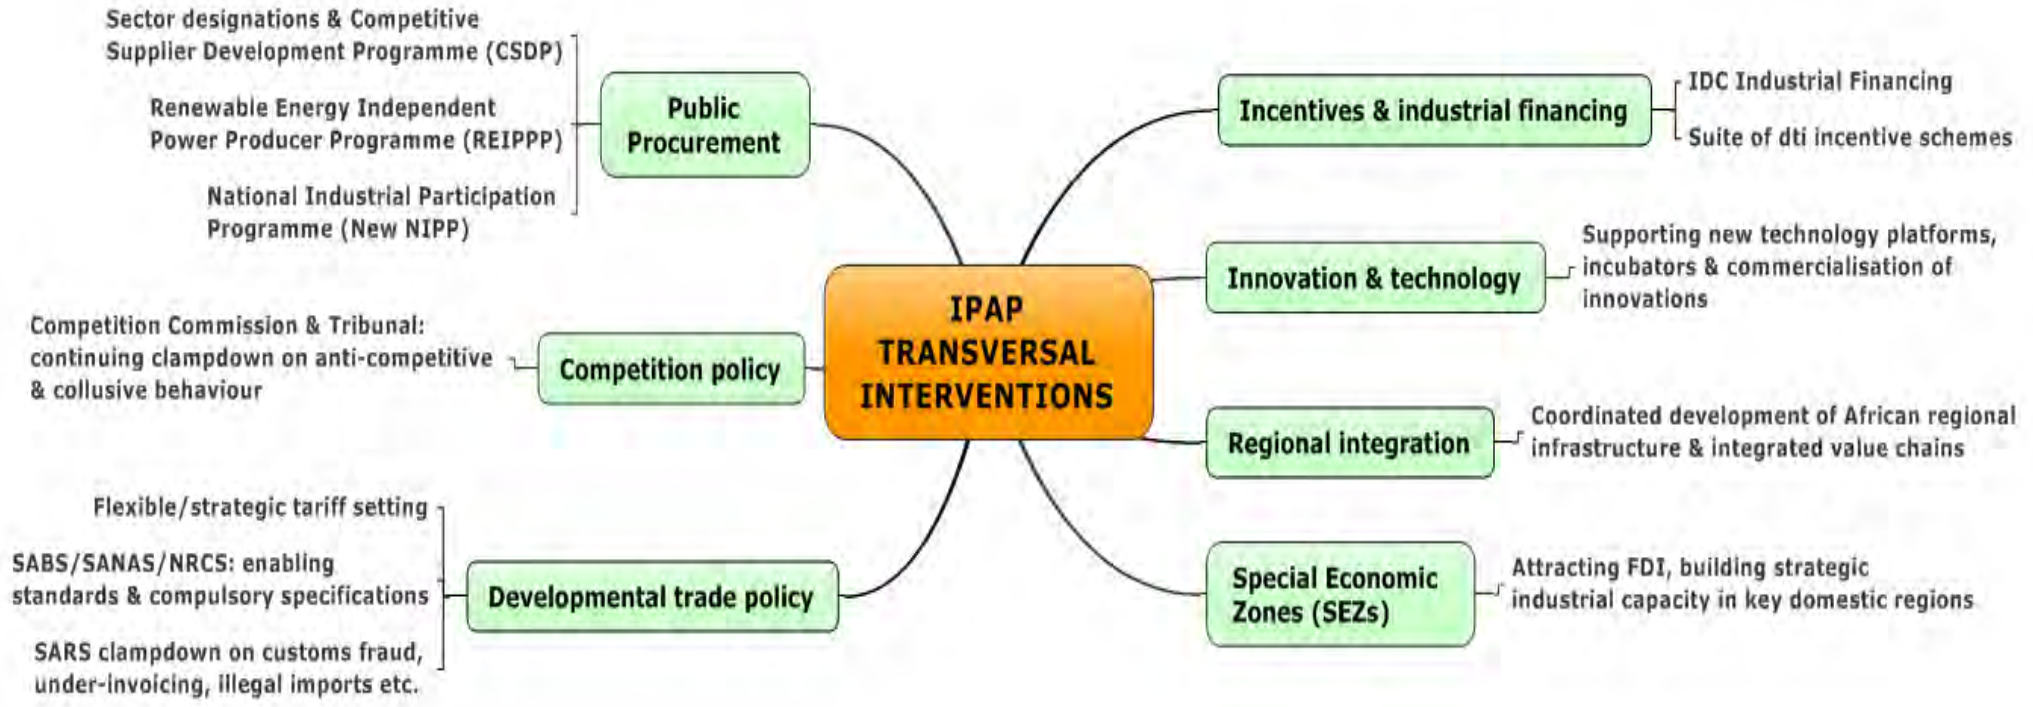 Sector designations & Competitive
Supplier Development Programme (CSDP)
Renewable Energy Independent
Power Producer Programme (REIPPP)
National Industrial Participation
Programme (New NIPP)
Public
Procurement
Competition Commission & Tribunal:
continuing clampdown on anti-competitive
& collusive behaviour
Competition policy
Flexible/strategic tariff setting
SABS/SANAS/NRCS: enabling
standards & compulsory specifications
SARS clampdown on customs fraud,
under-invoicing, illegal imports etc.
Developmental trade policy
IPAP
TRANSVERSAL
INTERVENTIONS
Incentives & industrial financing
IDC Industrial Financing
Suite of dti incentive schemes
Innovation & technology
Supporting new technology platforms,
incubators & commercialisation of
innovations
Regional integration
Coordinated development of African regional
infrastructure & integrated value chains
Special Economic
Zones (SEZs)
Attracting FDI, building strategic
industrial capacity in key domestic regions